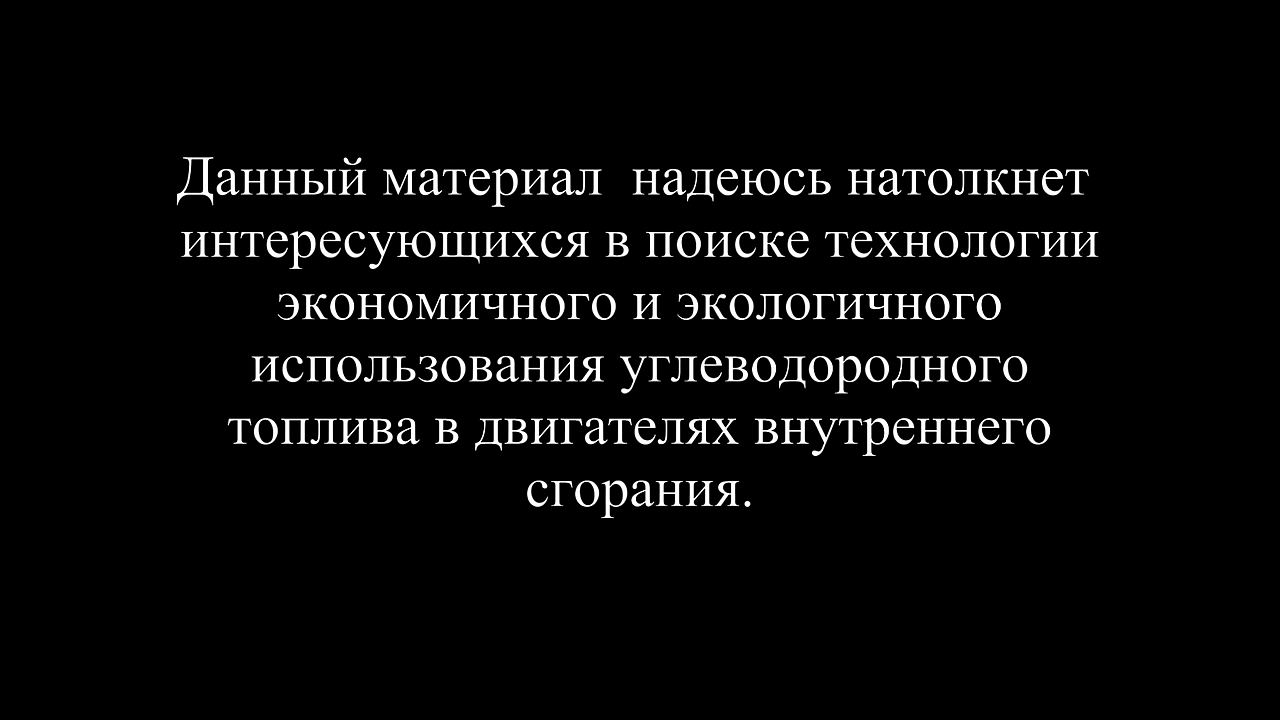 Данный материал  надеюсь натолкнет
интересующихся в поиске технологии
экономичного и экологичного
использования углеводородного
топлива в двигателях внутреннего
сгорания.